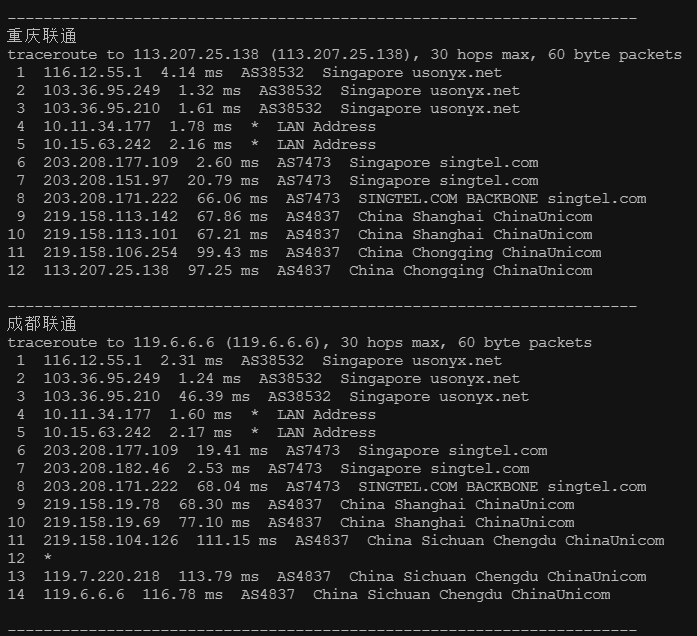 ----------------------------------------------------------------------
重庆联通
traceroute to 113.207.25.138 (113.207.25.138), 30 hops max, 60 byte packets
 1  116.12.55.1  4.14 ms  AS38532  Singapore usonyx.net
 2  103.36.95.249  1.32 ms  AS38532  Singapore usonyx.net
 3  103.36.95.210  1.61 ms  AS38532  Singapore usonyx.net
 4  10.11.34.177  1.78 ms  *  LAN Address
 5  10.15.63.242  2.16 ms  *  LAN Address
 6  203.208.177.109  2.60 ms  AS7473  Singapore singtel.com
 7  203.208.151.97  20.79 ms  AS7473  Singapore singtel.com
 8  203.208.171.222  66.06 ms  AS7473  SINGTEL.COM BACKBONE singtel.com
 9  219.158.113.142  67.86 ms  AS4837  China Shanghai ChinaUnicom
10  219.158.113.101  67.21 ms  AS4837  China Shanghai ChinaUnicom
11  219.158.106.254  99.43 ms  AS4837  China Chongqing ChinaUnicom
12  113.207.25.138  97.25 ms  AS4837  China Chongqing ChinaUnicom
----------------------------------------------------------------------
成都联通
traceroute to 119.6.6.6 (119.6.6.6), 30 hops max, 60 byte packets
 1  116.12.55.1  2.31 ms  AS38532  Singapore usonyx.net
 2  103.36.95.249  1.24 ms  AS38532  Singapore usonyx.net
 3  103.36.95.210  46.39 ms  AS38532  Singapore usonyx.net
 4  10.11.34.177  1.60 ms  *  LAN Address
 5  10.15.63.242  2.17 ms  *  LAN Address
 6  203.208.177.109  19.41 ms  AS7473  Singapore singtel.com
 7  203.208.182.46  2.53 ms  AS7473  Singapore singtel.com
 8  203.208.171.222  68.04 ms  AS7473  SINGTEL.COM BACKBONE singtel.com
 9  219.158.19.78  68.30 ms  AS4837  China Shanghai ChinaUnicom
10  219.158.19.69  77.10 ms  AS4837  China Shanghai ChinaUnicom
11  219.158.104.126  111.15 ms  AS4837  China Sichuan Chengdu ChinaUnicom
12  *
13  119.7.220.218  113.79 ms  AS4837  China Sichuan Chengdu ChinaUnicom
14  119.6.6.6  116.78 ms  AS4837  China Sichuan Chengdu ChinaUnicom
----------------------------------------------------------------------